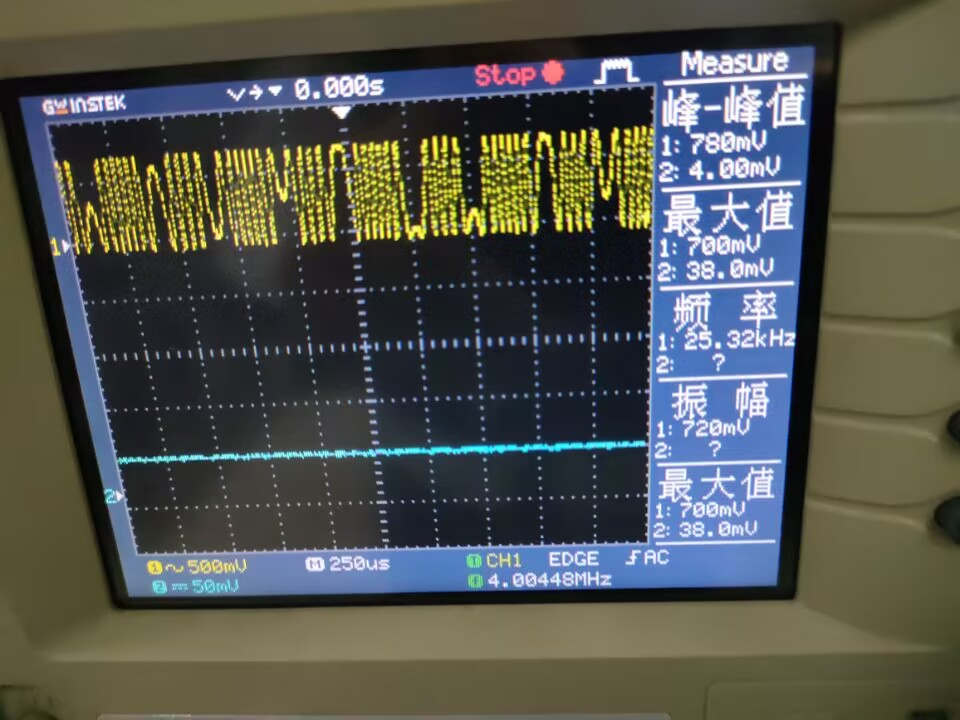 GW INSTEK
0.000s
Stop
Measure
峰-峰值
1: 780mV
2: 4.00mV
最大值
1: 700mV
2: 38.0mV
频 率
1: 25.32kHz
2: ?
振 幅
1: 720mV
2: ?
最大值
1: 700mV
2: 38.0mV
1
2
1 ~ 500mV
M 250us
CH1 EDGE AC
2 50mV
4.00448MHz